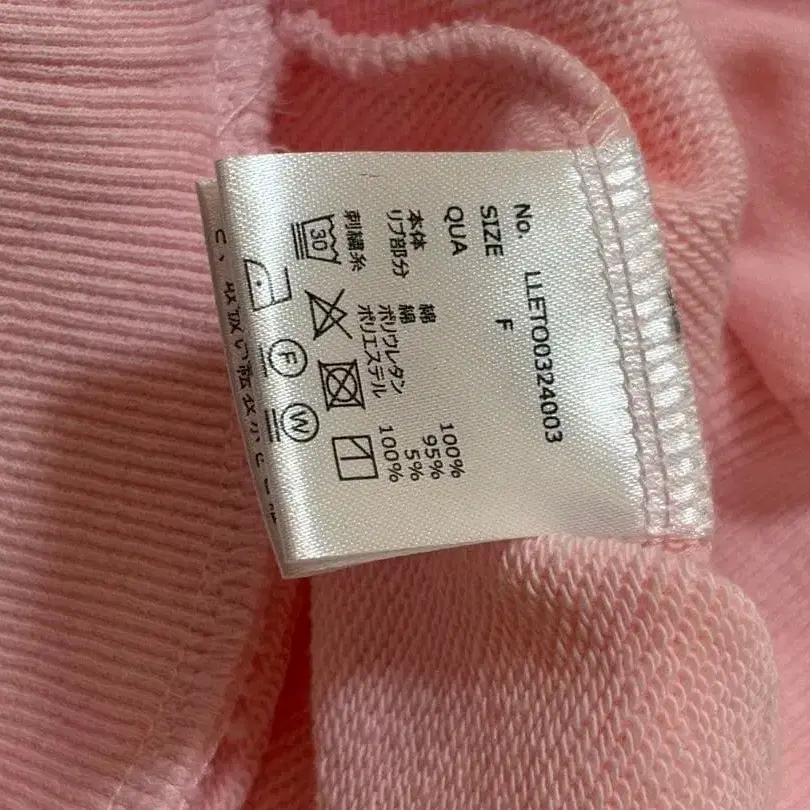 No. LLETO0324003
SIZE F
QUA
本体 綿 100%
リブ部分 綿 95%
ポリウレタン 5%
刺繍糸 ポリエステル 100%
30
F W